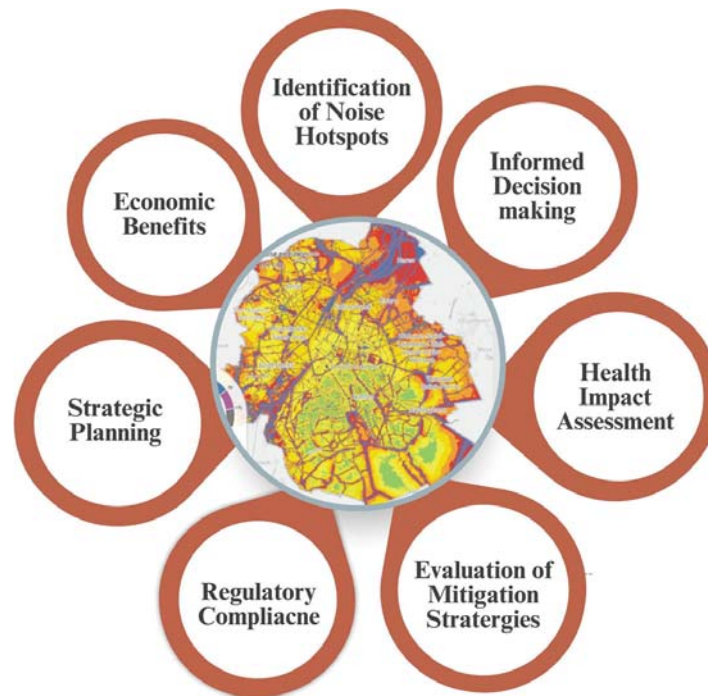 Identification
of Noise
Hotspots
Informed
Decision
making
Health
Impact
Assessment
Evaluation of
Mitigation
Stratergies
Regulatory
Compliacne
Strategic
Planning
Economic
Benefits